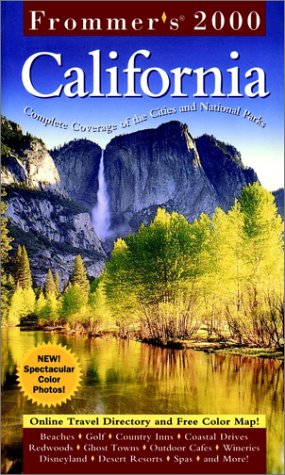 Frommer's® 2000
California
Complete Coverage of the Cities and National Parks
NEW!
Spectacular
Color
Photos!
Online Travel Directory and Free Color Map!
Beaches • Golf • Country Inns • Coastal Drives
Redwoods • Ghost Towns • Outdoor Cafes • Wineries
Disneyland • Desert Resorts • Spas • and More!